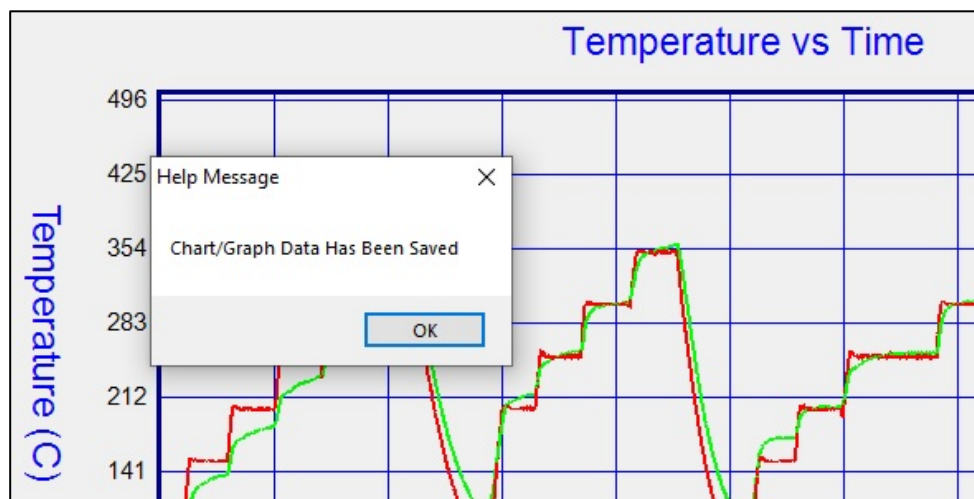 Temperature vs Time
496
425
354
283
212
141
Temperature (C)
Help Message
Chart/Graph Data Has Been Saved
OK